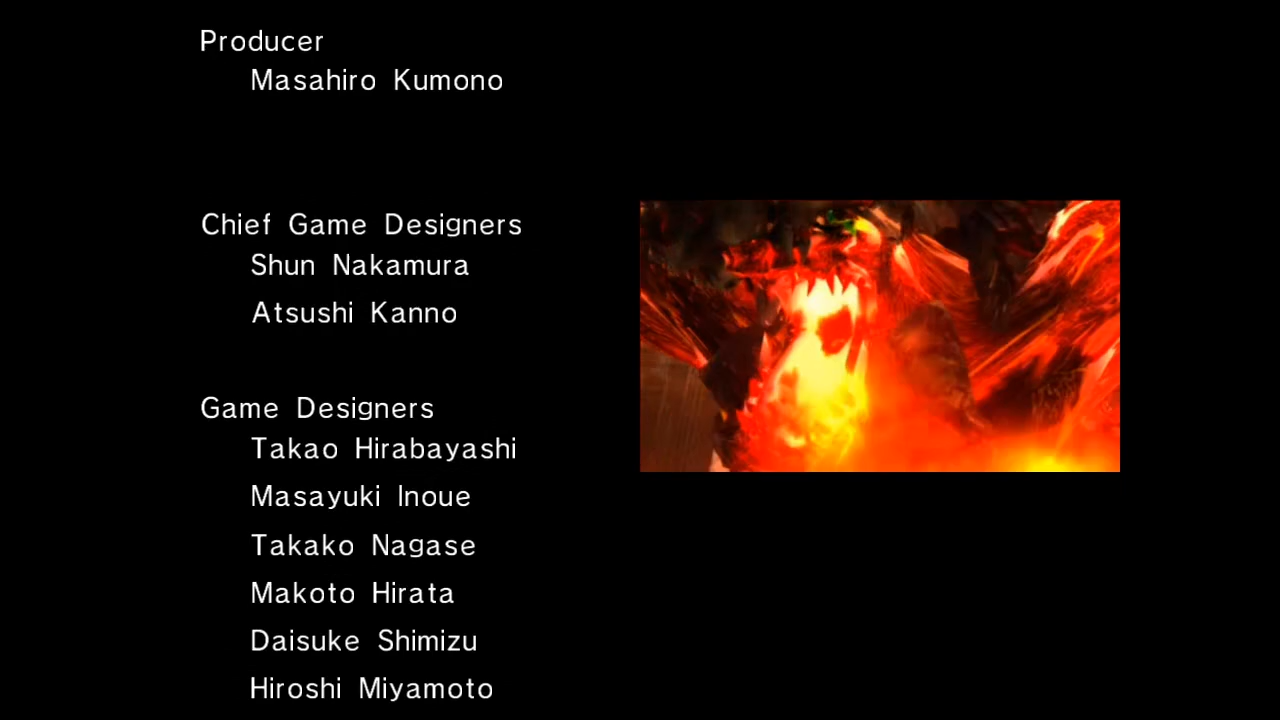 Producer
Masahiro Kumono
Chief Game Designers
Shun Nakamura
Atsushi Kanno
Game Designers
Takao Hirabayashi
Masayuki Inoue
Takako Nagase
Makoto Hirata
Daisuke Shimizu
Hiroshi Miyamoto